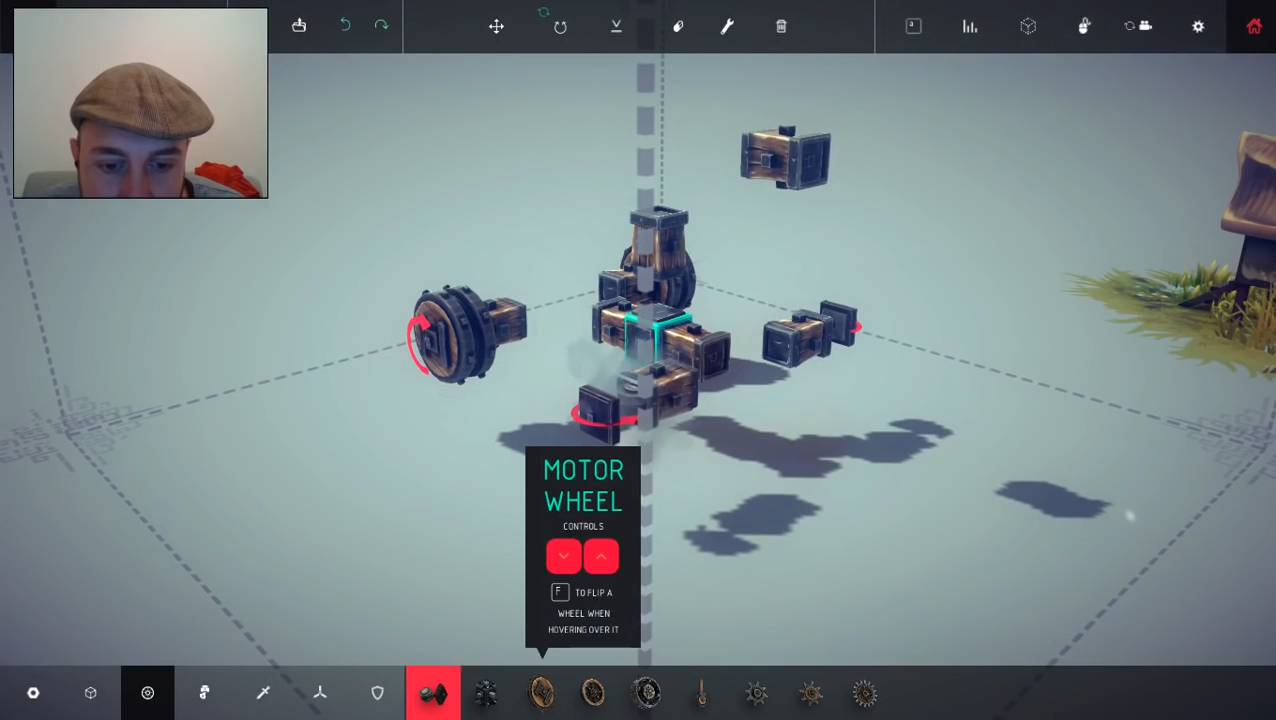 MOTOR
WHEEL
CONTROLS
F TO FLIP A
WHEEL WHEN
HOVERING OVER IT